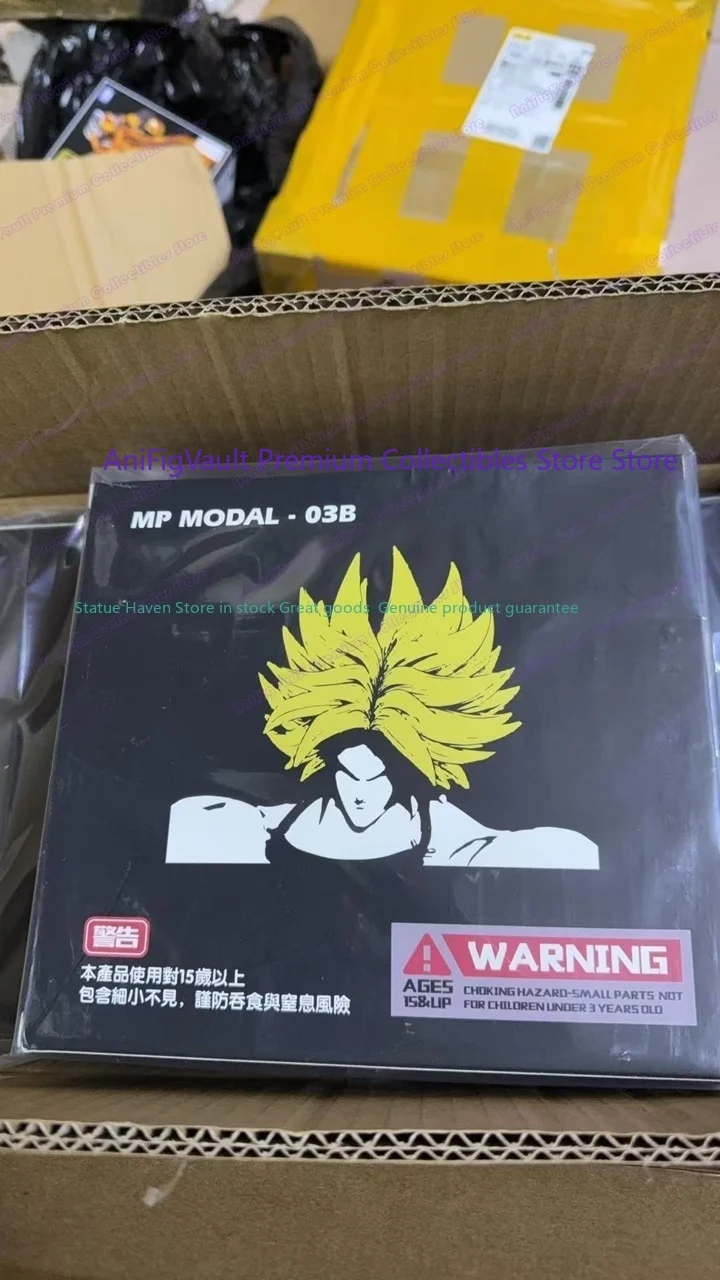 AniFigVault Premium Collectibles Store Store
MP MODAL - 03B
Statue Haven Store in stock Great goods Genuine product guarantee
警告
本產品使用對15歲以上
包含細小不見，謹防吞食與窒息風險
WARNING
AGES
15&UP
CHOKING HAZARD-SMALL PARTS NOT
FOR CHILDREN UNDER 3 YEARS OLD